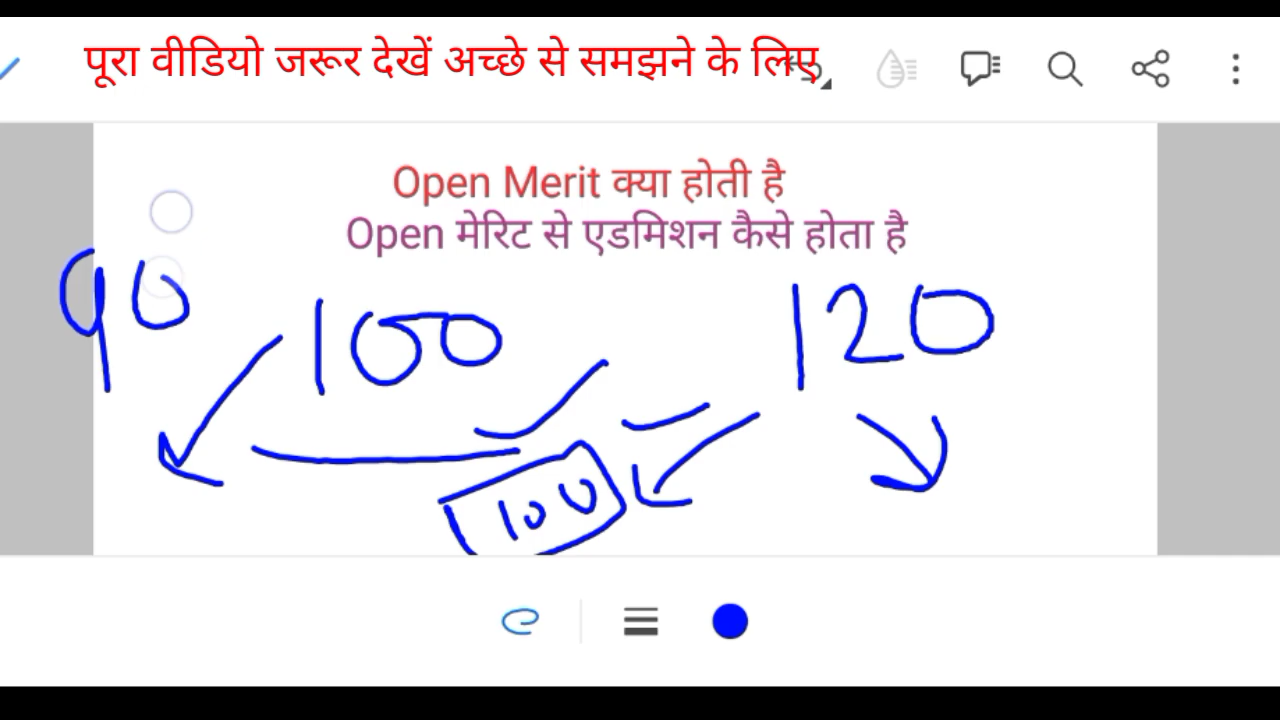 पूरा वीडियो जरूर देखें अच्छे से समझने के लिए
Open Merit क्या होती है
Open मेरिट से एडमिशन कैसे होता है
90
100
120
100